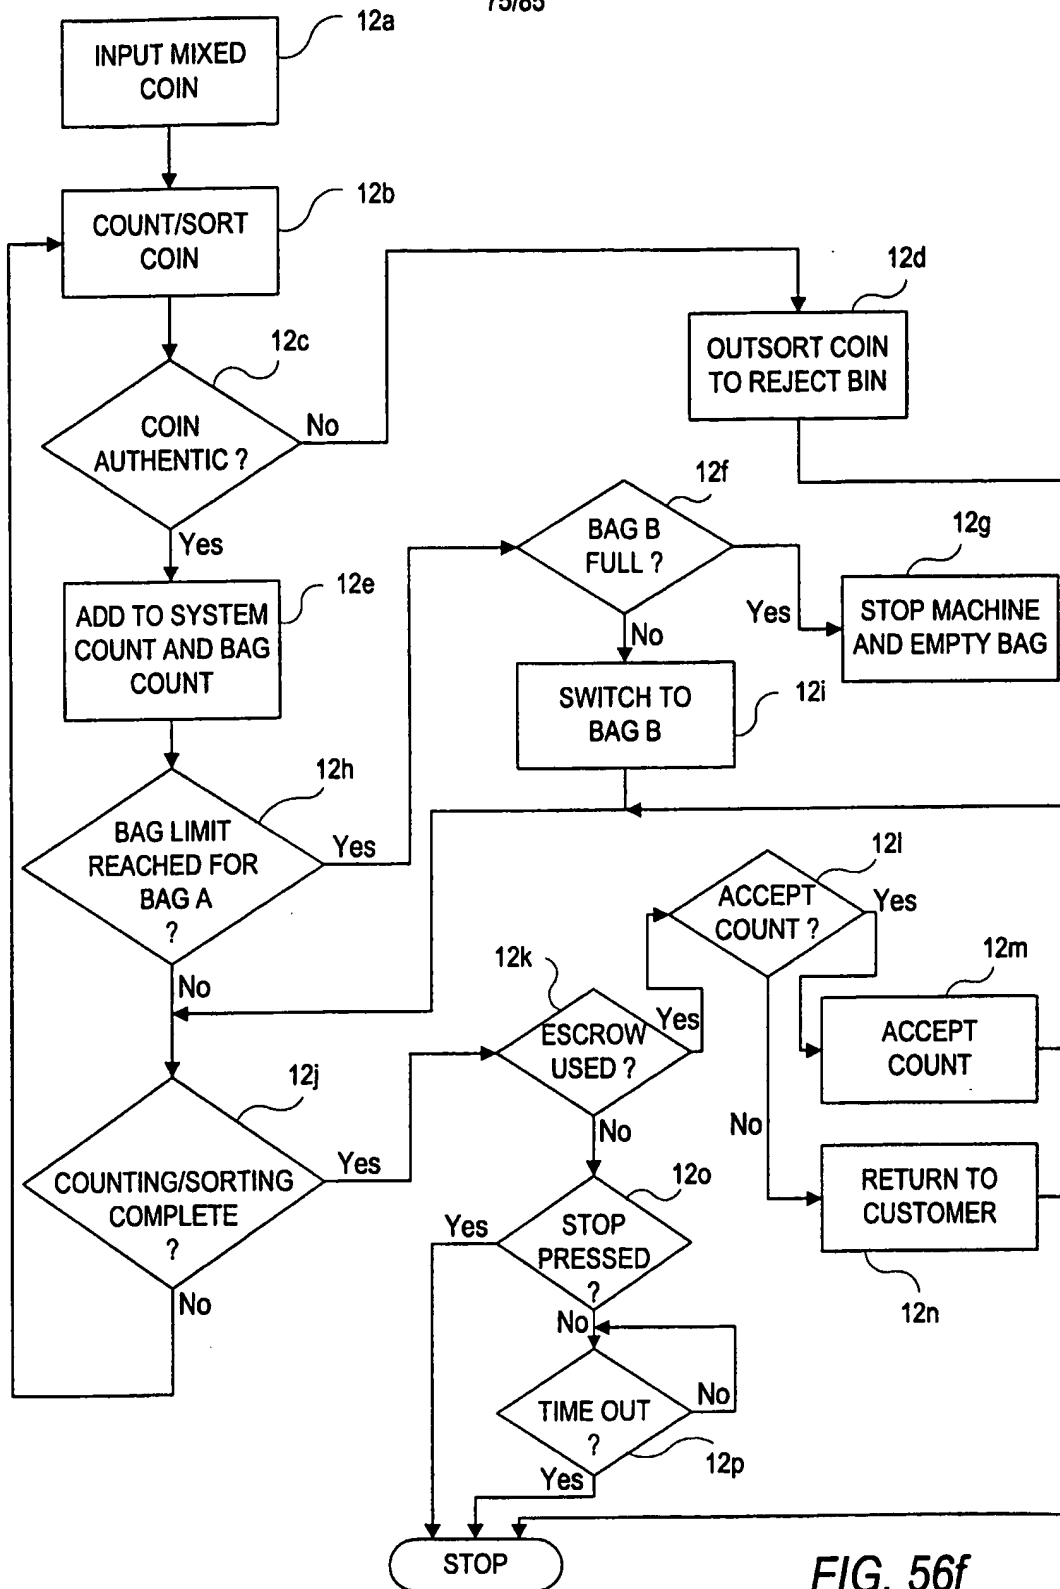 75/85
12a
INPUT MIXED
COIN
12b
COUNT/SORT
COIN
12c
COIN
AUTHENTIC ?
No
Yes
12d
OUTSORT COIN
TO REJECT BIN
12e
ADD TO SYSTEM
COUNT AND BAG
COUNT
12f
BAG B
FULL ?
Yes
No
12g
STOP MACHINE
AND EMPTY BAG
12i
SWITCH TO
BAG B
12h
BAG LIMIT
REACHED FOR
BAG A
?
Yes
No
12j
COUNTING/SORTING
COMPLETE
?
Yes
No
12k
ESCROW
USED ?
Yes
No
12l
ACCEPT
COUNT ?
Yes
No
12m
ACCEPT
COUNT
RETURN TO
CUSTOMER
12n
12o
STOP
PRESSED
?
Yes
No
TIME OUT
?
No
Yes
12p
STOP
FIG. 56f